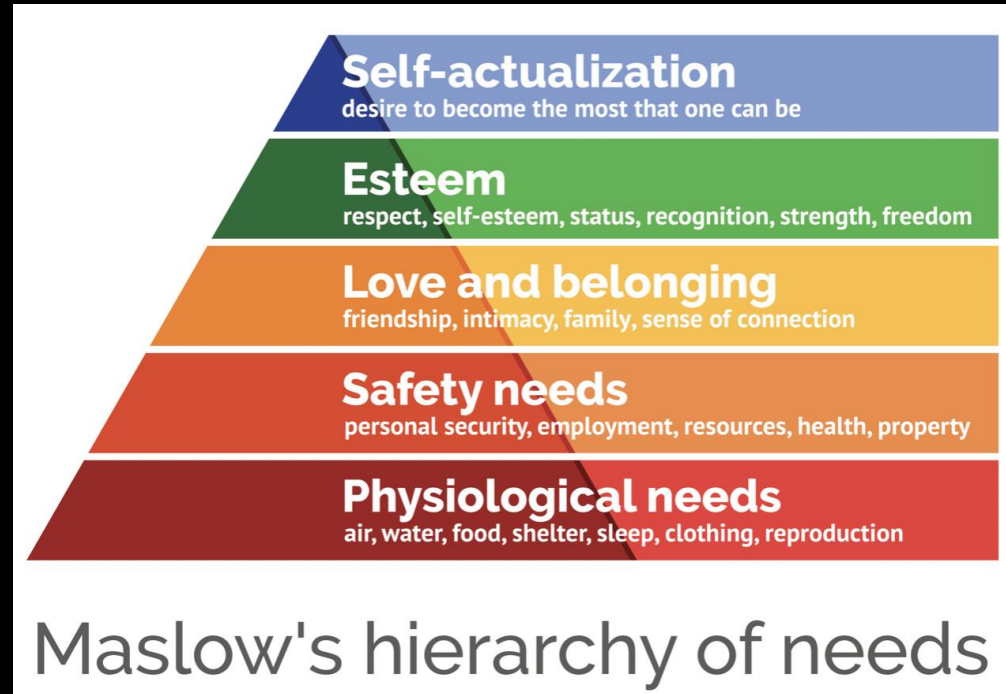 Self-actualization
desire to become the most that one can be
Esteem
respect, self-esteem, status, recognition, strength, freedom
Love and belonging
friendship, intimacy, family, sense of connection
Safety needs
personal security, employment, resources, health, property
Physiological needs
air, water, food, shelter, sleep, clothing, reproduction
Maslow's hierarchy of needs